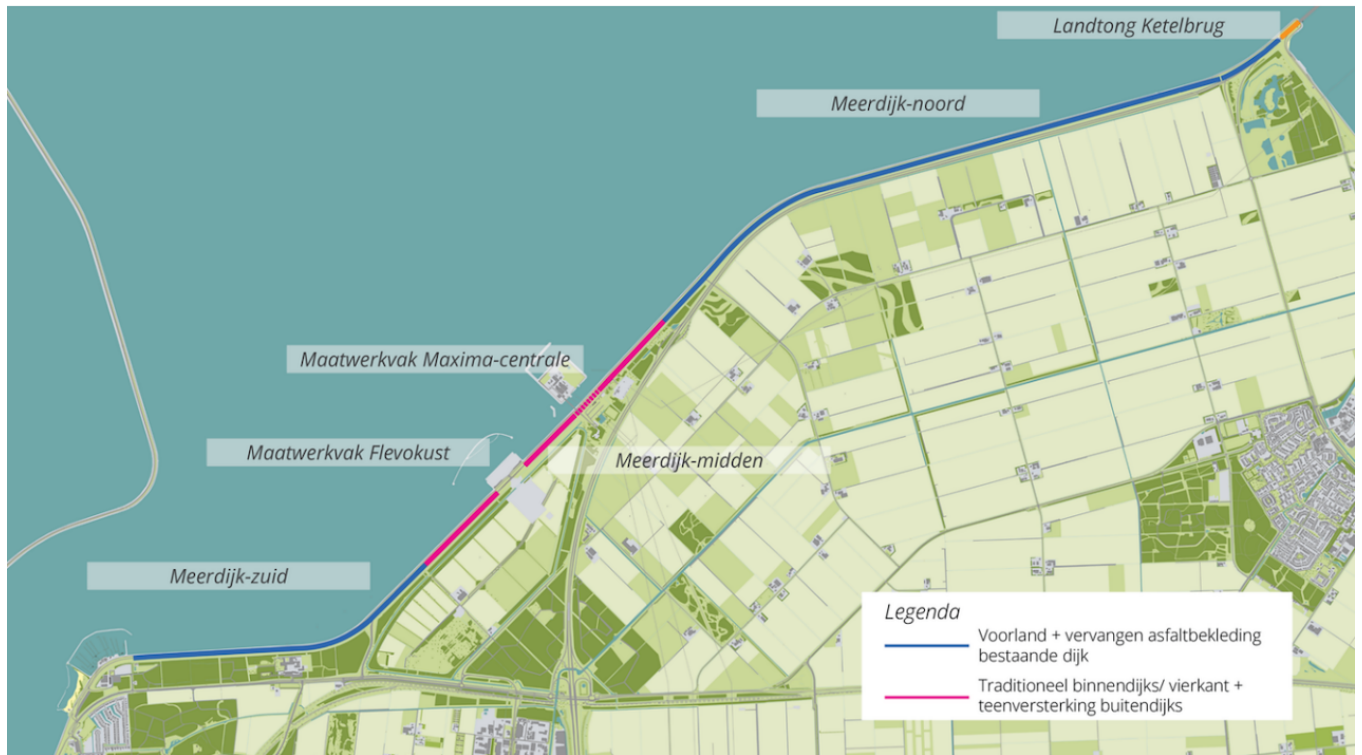 Landtong Ketelbrug
Meerdijk-noord
Maatwerkvak Maxima-centrale
Maatwerkvak Flevokust
Meerdijk-midden
Meerdijk-zuid
Legenda
Voorland + vervangen asfaltbekleding
bestaande dijk
Traditioneel binnendijks/ vierkant +
teenversterking buitendijks